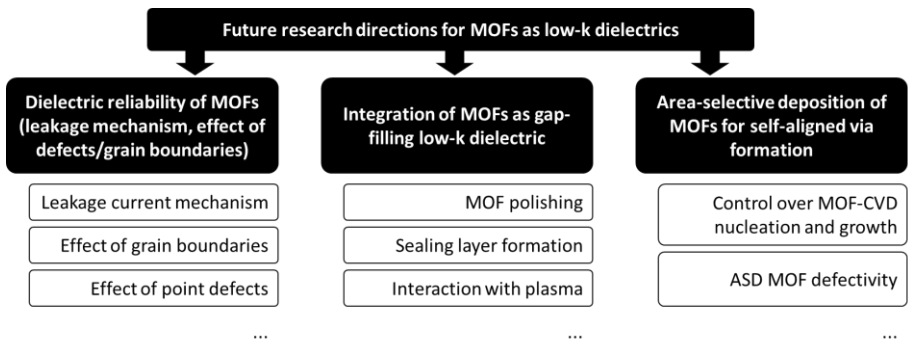 Future research directions for MOFs as low-k dielectrics
Dielectric reliability of MOFs
(leakage mechanism, effect of
defects/grain boundaries)
Leakage current mechanism
Effect of grain boundaries
Effect of point defects
...
Integration of MOFs as gap-
filling low-k dielectric
MOF polishing
Sealing layer formation
Interaction with plasma
...
Area-selective deposition of
MOFs for self-aligned via
formation
Control over MOF-CVD
nucleation and growth
ASD MOF defectivity
...